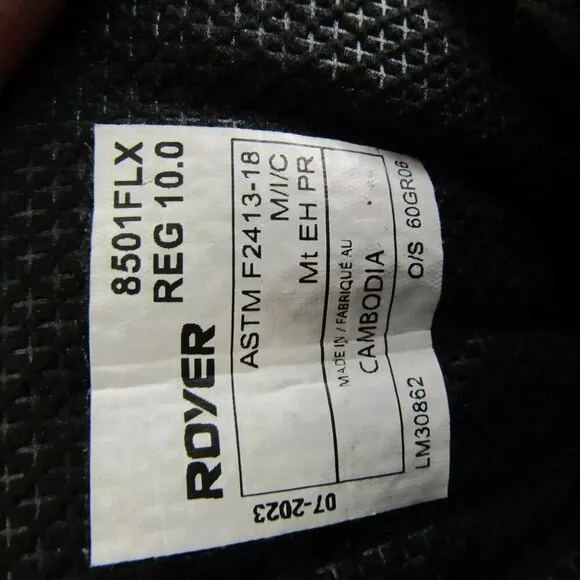 8501FLX
REG 10.0
ROYER
ASTM F2413-18
M/I/C
Mt EH PR
MADE IN / FABRIQUÉ AU
CAMBODIA
LM30862
O/S 60GR06
07-2023